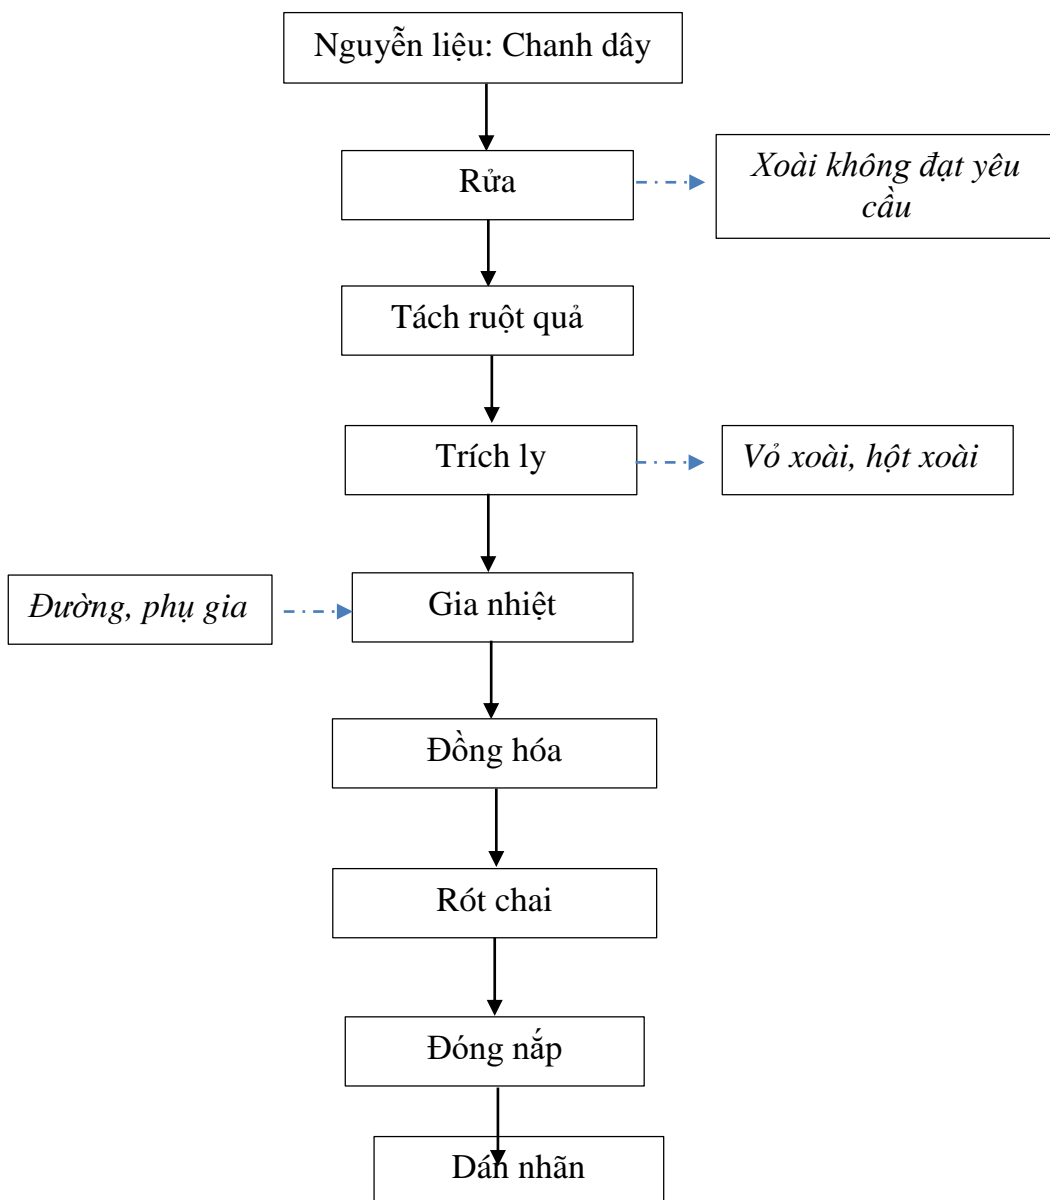 Nguyễn liệu: Chanh dây
Rửa
Xoài không đạt yêu
cầu
Tách ruột quả
Trích ly
Vỏ xoài, hột xoài
Đường, phụ gia
Gia nhiệt
Đồng hóa
Rót chai
Đóng nắp
Dán nhãn